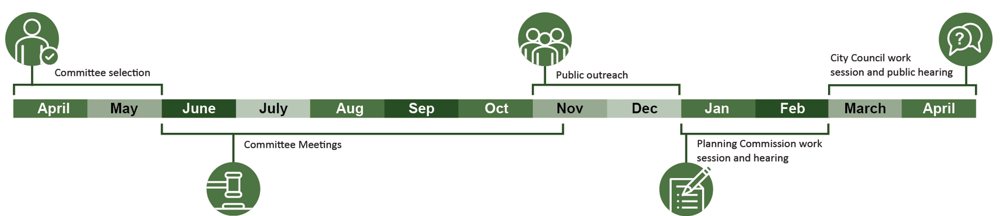 Committee selection
Public outreach
City Council work
session and public hearing
?
April May June July Aug Sep Oct Nov Dec Jan Feb March April
Committee Meetings
Planning Commission work
session and hearing